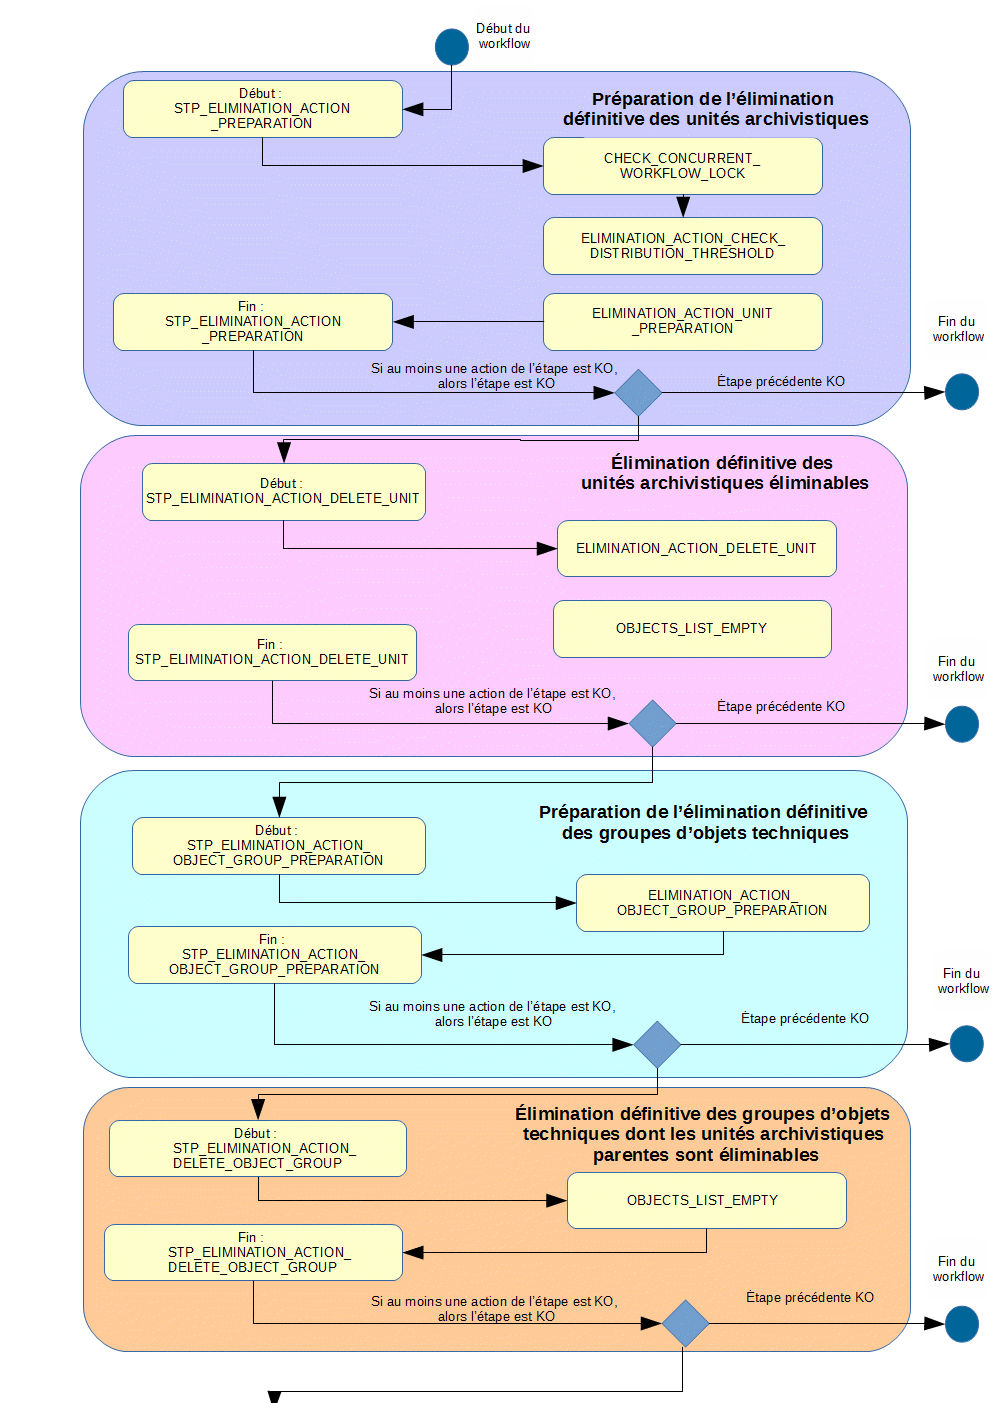 Début du
workflow
Début :
STP_ELIMINATION_ACTION
_PREPARATION
Préparation de l’élimination
définitive des unités archivistiques
CHECK_CONCURRENT_
WORKFLOW_LOCK
ELIMINATION_ACTION_CHECK_
DISTRIBUTION_THRESHOLD
Fin :
STP_ELIMINATION_ACTION
_PREPARATION
ELIMINATION_ACTION_UNIT
_PREPARATION
Fin du
workflow
Si au moins une action de l’étape est KO,
alors l’étape est KO
Étape précédente KO
Élimination définitive des
unités archivistiques éliminables
Début :
STP_ELIMINATION_ACTION_DELETE_UNIT
ELIMINATION_ACTION_DELETE_UNIT
OBJECTS_LIST_EMPTY
Fin :
STP_ELIMINATION_ACTION_DELETE_UNIT
Fin du
workflow
Si au moins une action de l’étape est KO,
alors l’étape est KO
Étape précédente KO
Préparation de l’élimination définitive
des groupes d’objets techniques
Début :
STP_ELIMINATION_ACTION_
OBJECT_GROUP_PREPARATION
ELIMINATION_ACTION_
OBJECT_GROUP_PREPARATION
Fin :
STP_ELIMINATION_ACTION_
OBJECT_GROUP_PREPARATION
Fin du
workflow
Si au moins une action de l’étape est KO,
alors l’étape est KO
Étape précédente KO
Élimination définitive des groupes d’objets
techniques dont les unités archivistiques
parentes sont éliminables
Début :
STP_ELIMINATION_ACTION_
DELETE_OBJECT_GROUP
OBJECTS_LIST_EMPTY
Fin :
STP_ELIMINATION_ACTION_
DELETE_OBJECT_GROUP
Fin du
workflow
Si au moins une action de l’étape est KO,
alors l’étape est KO
Étape précédente KO